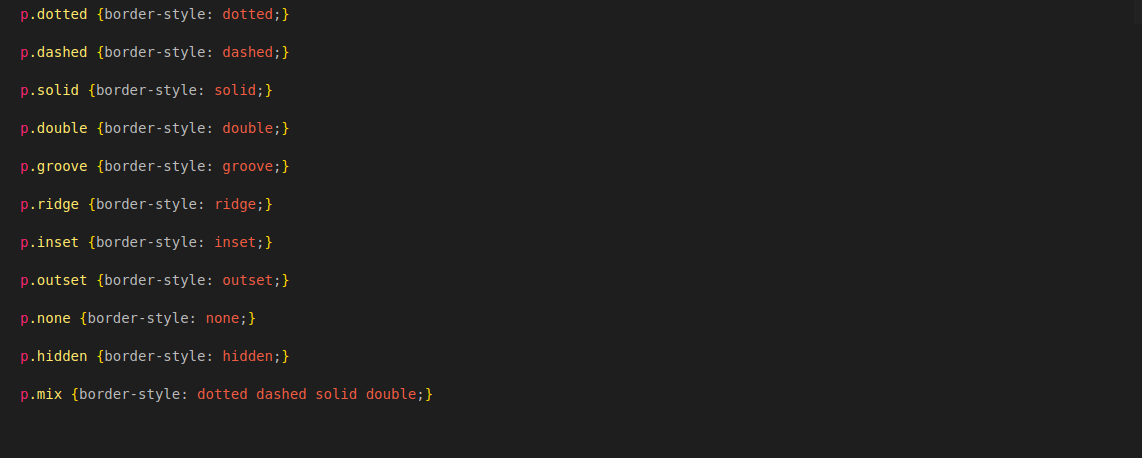 p.dotted {border-style: dotted;}
p.dashed {border-style: dashed;}
p.solid {border-style: solid;}
p.double {border-style: double;}
p.groove {border-style: groove;}
p.ridge {border-style: ridge;}
p.inset {border-style: inset;}
p.outset {border-style: outset;}
p.none {border-style: none;}
p.hidden {border-style: hidden;}
p.mix {border-style: dotted dashed solid double;}